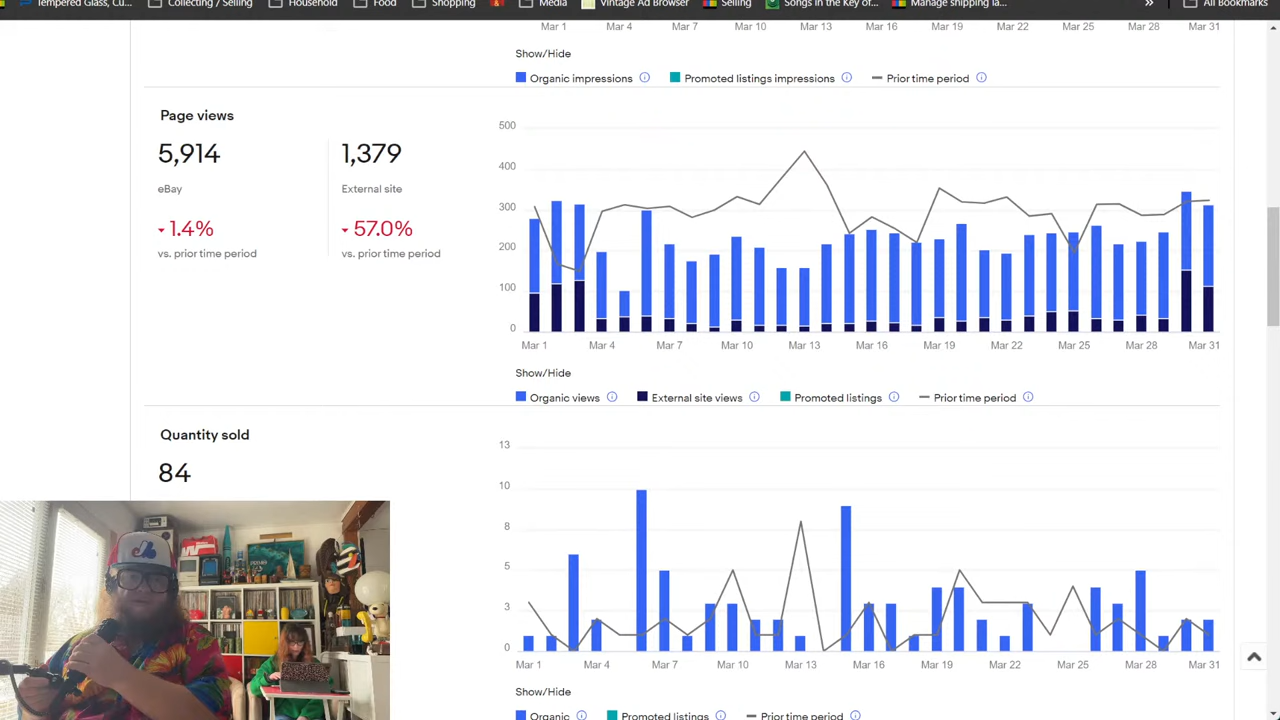 Tempered Glass, Cu... Collecting / Selling Household Food Shopping Media Vintage Ad Browser Selling Songs in the Key of... Manage shipping la... » All Bookmarks
Mar 1 Mar 4 Mar 7 Mar 10 Mar 13 Mar 16 Mar 19 Mar 22 Mar 25 Mar 28 Mar 31
Show/Hide
Organic impressions Promoted listings impressions Prior time period
Page views
5,914
eBay
1.4%
vs. prior time period
1,379
External site
57.0%
vs. prior time period
500
400
300
200
100
0
Mar 1 Mar 4 Mar 7 Mar 10 Mar 13 Mar 16 Mar 19 Mar 22 Mar 25 Mar 28 Mar 31
Show/Hide
Organic views External site views Promoted listings Prior time period
Quantity sold
84
13
10
8
5
3
0
Mar 1 Mar 4 Mar 7 Mar 10 Mar 13 Mar 16 Mar 19 Mar 22 Mar 25 Mar 28 Mar 31
Show/Hide
Organic Promoted listings Prior time period